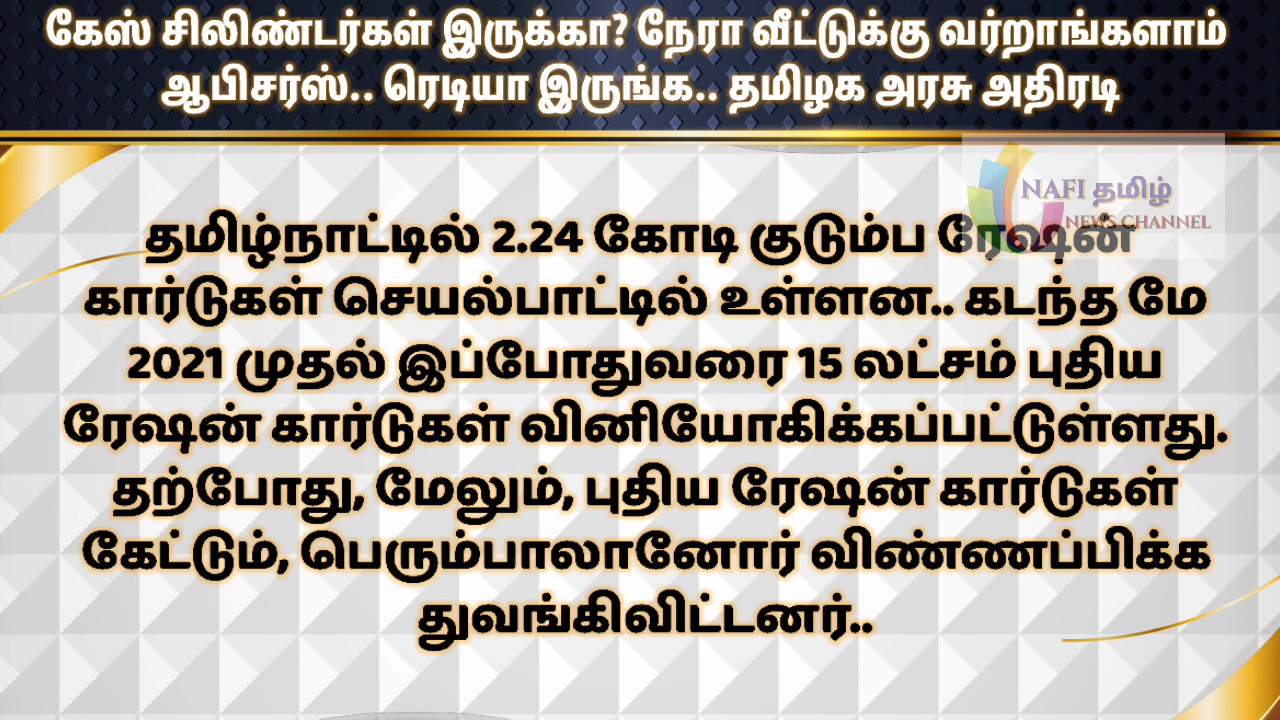 கேஸ் சிலிண்டர்கள் இருக்கா? நேரா வீட்டுக்கு வர்றாங்களாம்
ஆபிசர்ஸ்.. ரெடியா இருங்க.. தமிழக அரசு அதிரடி
NAFI தமிழ்
NEWS CHANNEL
தமிழ்நாட்டில் 2.24 கோடி குடும்ப ரேஷன்
கார்டுகள் செயல்பாட்டில் உள்ளன.. கடந்த மே
2021 முதல் இப்போதுவரை 15 லட்சம் புதிய
ரேஷன் கார்டுகள் வினியோகிக்கப்பட்டுள்ளது.
தற்போது, மேலும், புதிய ரேஷன் கார்டுகள்
கேட்டும், பெரும்பாலானோர் விண்ணப்பிக்க
துவங்கிவிட்டனர்..